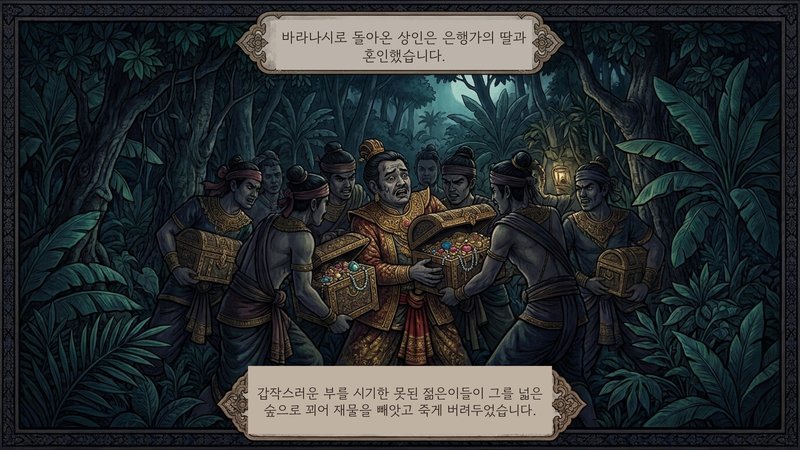 바라나시로 돌아온 상인은 은행가의 딸과
혼인했습니다.
갑작스러운 부를 시기한 못된 젊은이들이 그를 넓은
숲으로 꾀어 재물을 빼앗고 죽게 버려두었습니다.